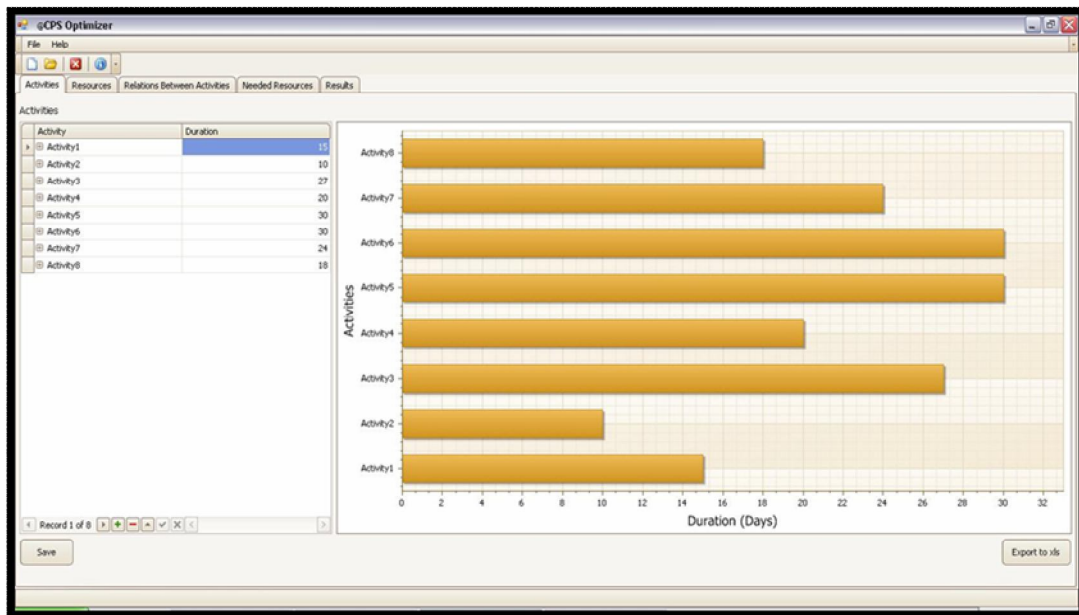 @CPS Optimizer
File Help
Activities Resources Relations Between Activities Needed Resources Results
Activities
Activity Duration
Activity1 15
Activity2 10
Activity3 27
Activity4 20
Activity5 30
Activity6 30
Activity7 24
Activity8 18
Record 1 of 8
Activities
Activity8
Activity7
Activity6
Activity5
Activity4
Activity3
Activity2
Activity1
0 2 4 6 8 10 12 14 16 18 20 22 24 26 28 30 32
Duration (Days)
Save
Export to xls